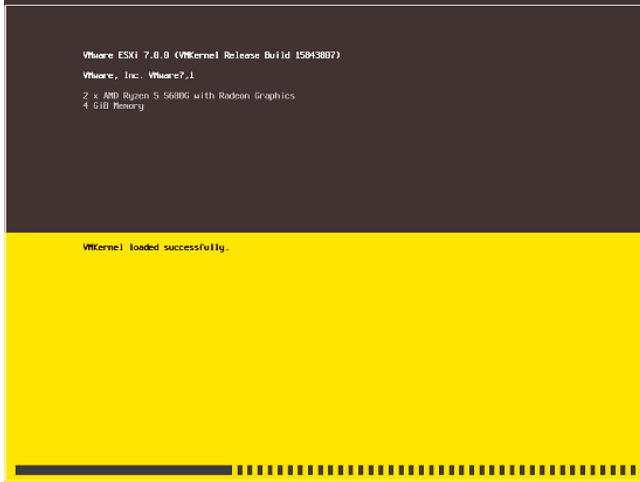 VMware ESXi 7.0.0 (VMKernel Release Build 15843807)
VMware, Inc. VMware7,1
2 x AMD Ryzen 5 5600G with Radeon Graphics
4 GiB Memory
VMKernel loaded successfully.